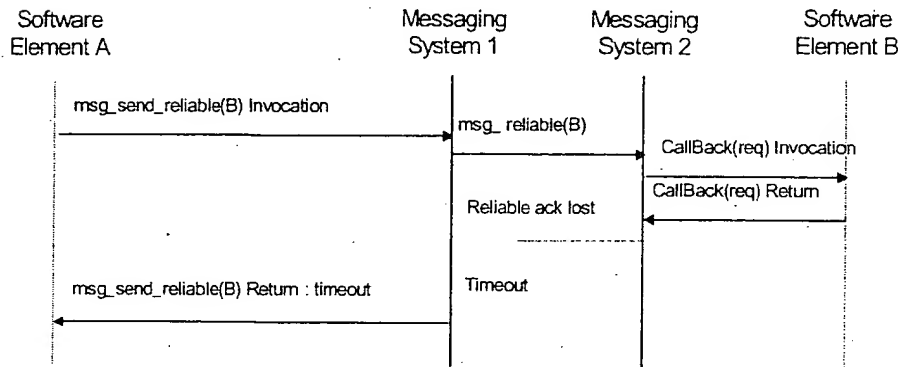 Software
Element A
Messaging
System 1
Messaging
System 2
Software
Element B
msg_send_reliable(B) Invocation
msg_ reliable(B)
CallBack(req) Invocation
CallBack(req) Return
Reliable ack lost
Timeout
msg_send_reliable(B) Return : timeout